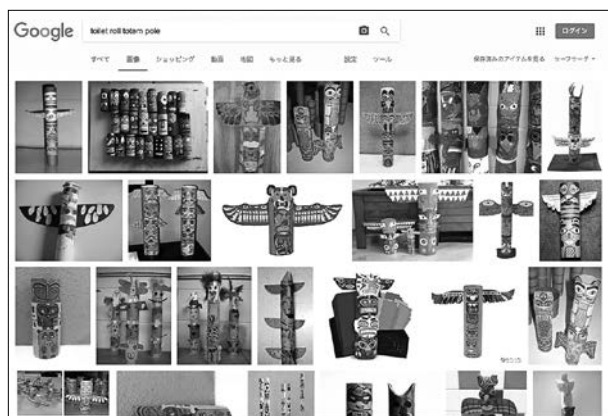 Google toilet roll totem pole ログイン
すべて 画像 ショッピング 動画 地図 もっと見る 設定 ツール 保存済みのアイテムを見る セーフサーチ